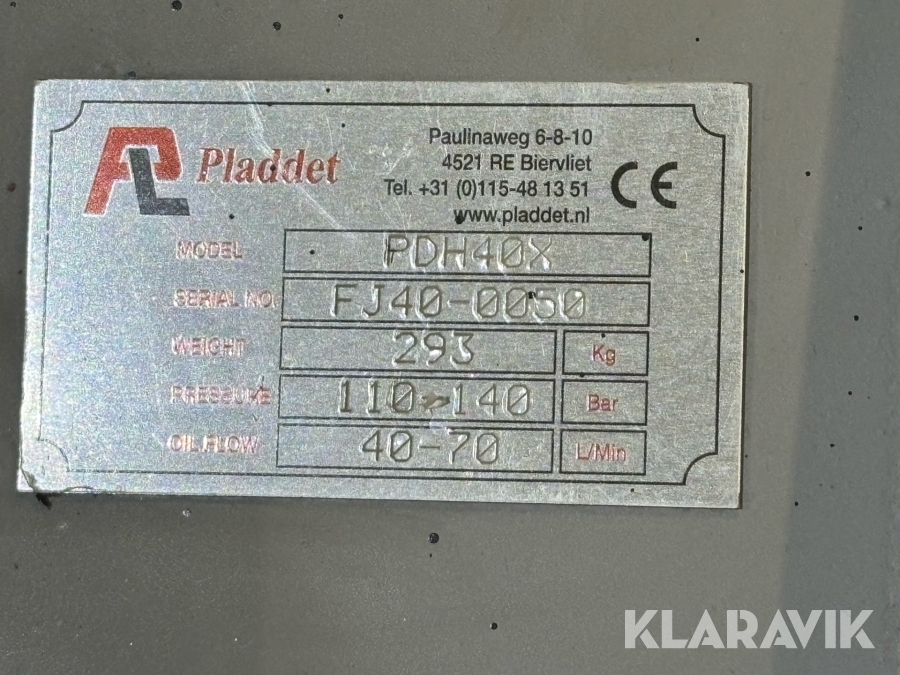 PL Pladdet
Paulinaweg 6-8-10
4521 RE Biervliet
Tel. +31 (0)115-48 13 51
www.pladdet.nl
CE
MODEL PDH40X
SERIAL NO. FJ40-0050
WEIGHT 293 Kg
PRESSURE 110-140 Bar
OIL FLOW 40-70 L/Min
KLARAVIK